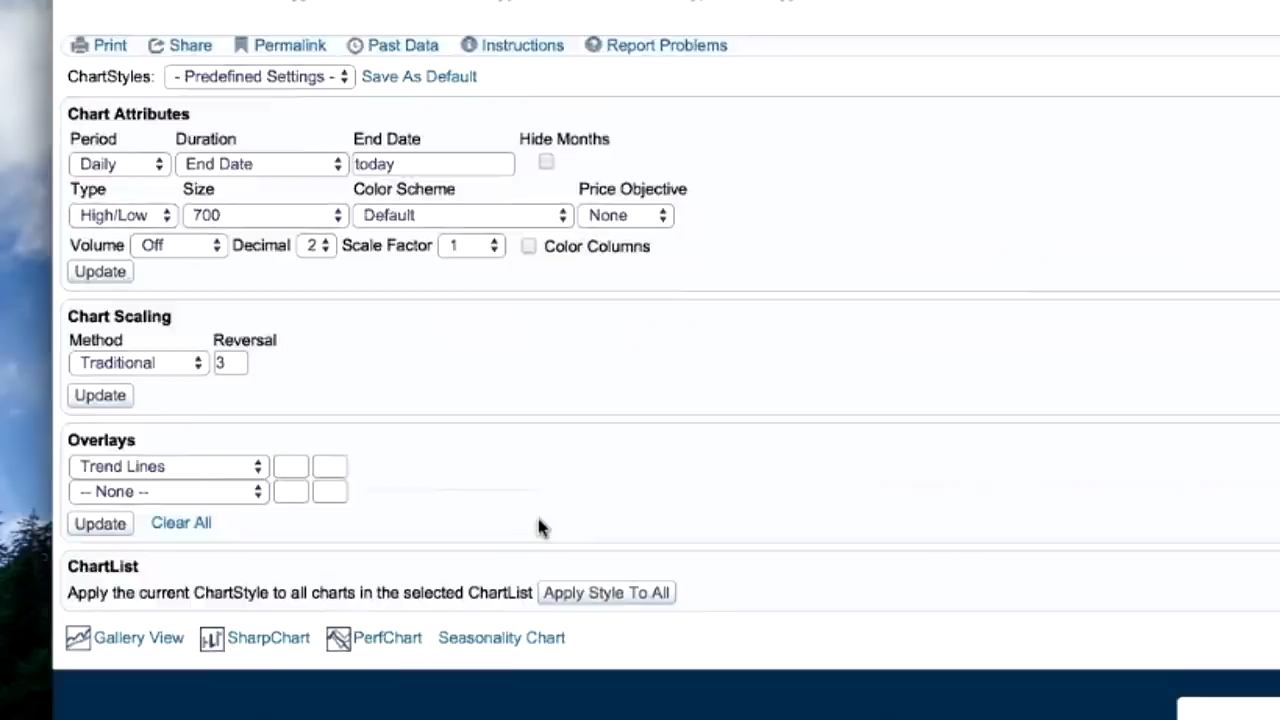 Print Share Permalink Past Data Instructions Report Problems
ChartStyles: - Predefined Settings - Save As Default
Chart Attributes
Period Duration End Date Hide Months
Daily End Date today
Type Size Color Scheme Price Objective
High/Low 700 Default None
Volume Off Decimal 2 Scale Factor 1 Color Columns
Update
Chart Scaling
Method Reversal
Traditional 3
Update
Overlays
Trend Lines
-- None --
Update Clear All
ChartList
Apply the current ChartStyle to all charts in the selected ChartList Apply Style To All
Gallery View SharpChart PerfChart Seasonality Chart